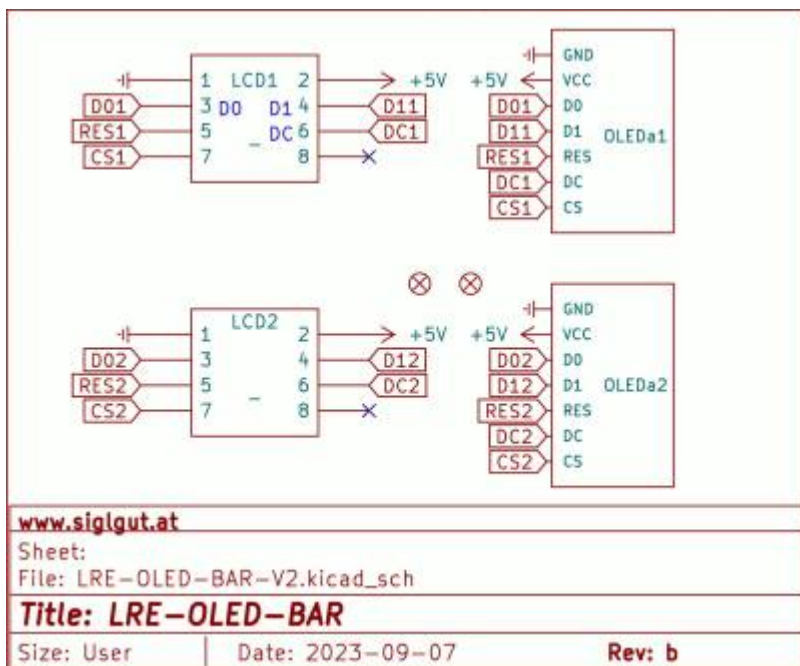 1 LCD1 2 +5V
D01 3 D0 D1 4 D11
RES1 5 DC 6 DC1
CS1 7 – 8
GND
+5V VCC
D01 D0
D11 D1 OLEDa1
RES1 RES
DC1 DC
CS1 CS
LCD2
1 2 +5V
D02 3 4 D12
RES2 5 6 DC2
CS2 7 – 8
GND
+5V VCC
D02 D0
D12 D1 OLEDa2
RES2 RES
DC2 DC
CS2 CS
www.siglgut.at
Sheet:
File: LRE-OLED-BAR-V2.kicad_sch
Title: LRE-OLED-BAR
Size: User Date: 2023-09-07 Rev: b